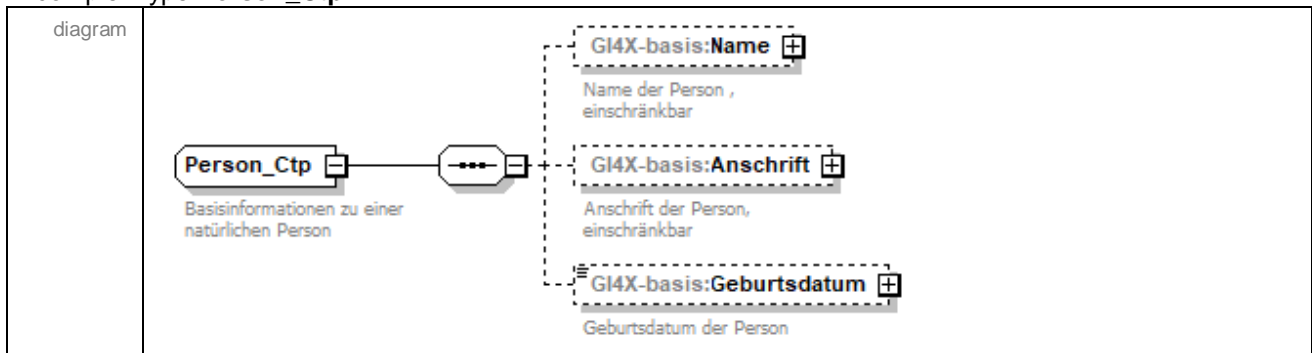 diagram
GI4X-basis:Name
Name der Person ,
einschränkbar
Person_Ctp
Basisinformationen zu einer
natürlichen Person
GI4X-basis:Anschrift
Anschrift der Person,
einschränkbar
GI4X-basis:Geburtsdatum
Geburtsdatum der Person